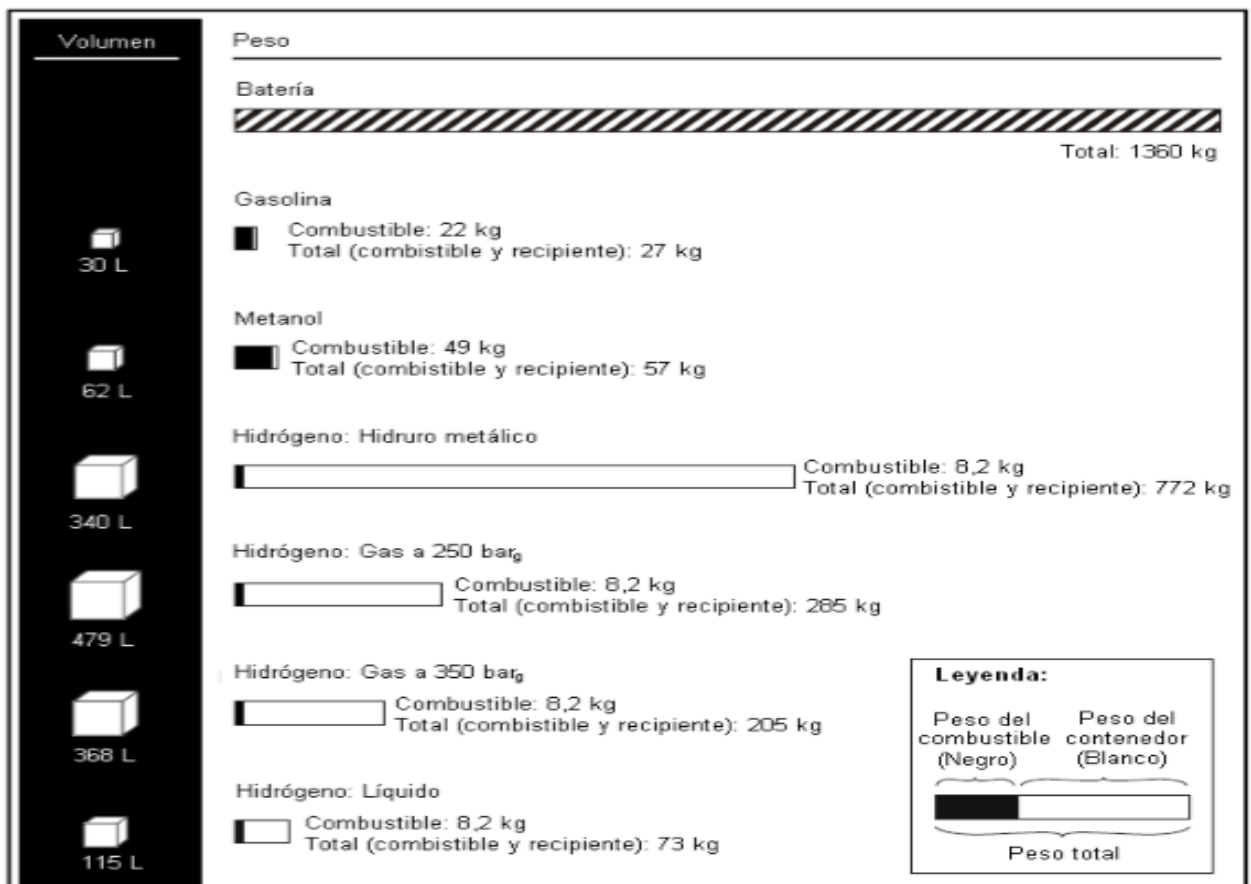 Volumen
Peso
Batería
Total: 1360 kg
Gasolina
Combustible: 22 kg
Total (combistible y recipiente): 27 kg
30 L
Metanol
Combustible: 49 kg
Total (combistible y recipiente): 57 kg
62 L
Hidrógeno: Hidruro metálico
Combustible: 8,2 kg
Total (combistible y recipiente): 772 kg
340 L
Hidrógeno: Gas a 250 barg
Combustible: 8,2 kg
Total (combistible y recipiente): 285 kg
479 L
Hidrógeno: Gas a 350 barg
Combustible: 8,2 kg
Total (combistible y recipiente): 205 kg
368 L
Hidrógeno: Líquido
Combustible: 8,2 kg
Total (combistible y recipiente): 73 kg
115 L
Leyenda:
Peso del combustible (Negro)
Peso del contenedor (Blanco)
Peso total